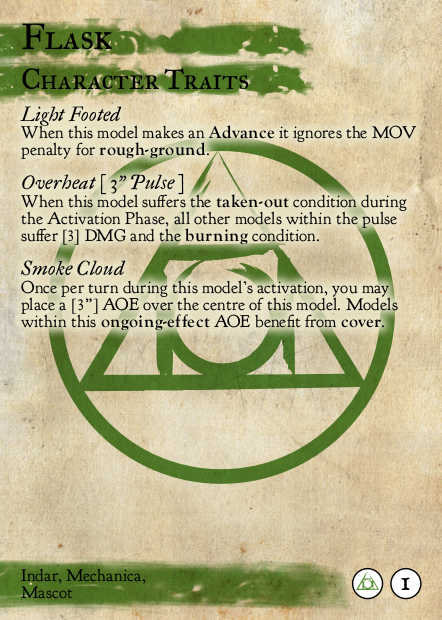 Flask
Character Traits
Light Footed
When this model makes an Advance it ignores the MOV
penalty for rough-ground.
Overheat [ 3" Pulse ]
When this model suffers the taken-out condition during
the Activation Phase, all other models within the pulse
suffer [3] DMG and the burning condition.
Smoke Cloud
Once per turn during this model's activation, you may
place a [3"] AOE over the centre of this model. Models
within this ongoing-effect AOE benefit from cover.
Indar, Mechanica,
Mascot
1